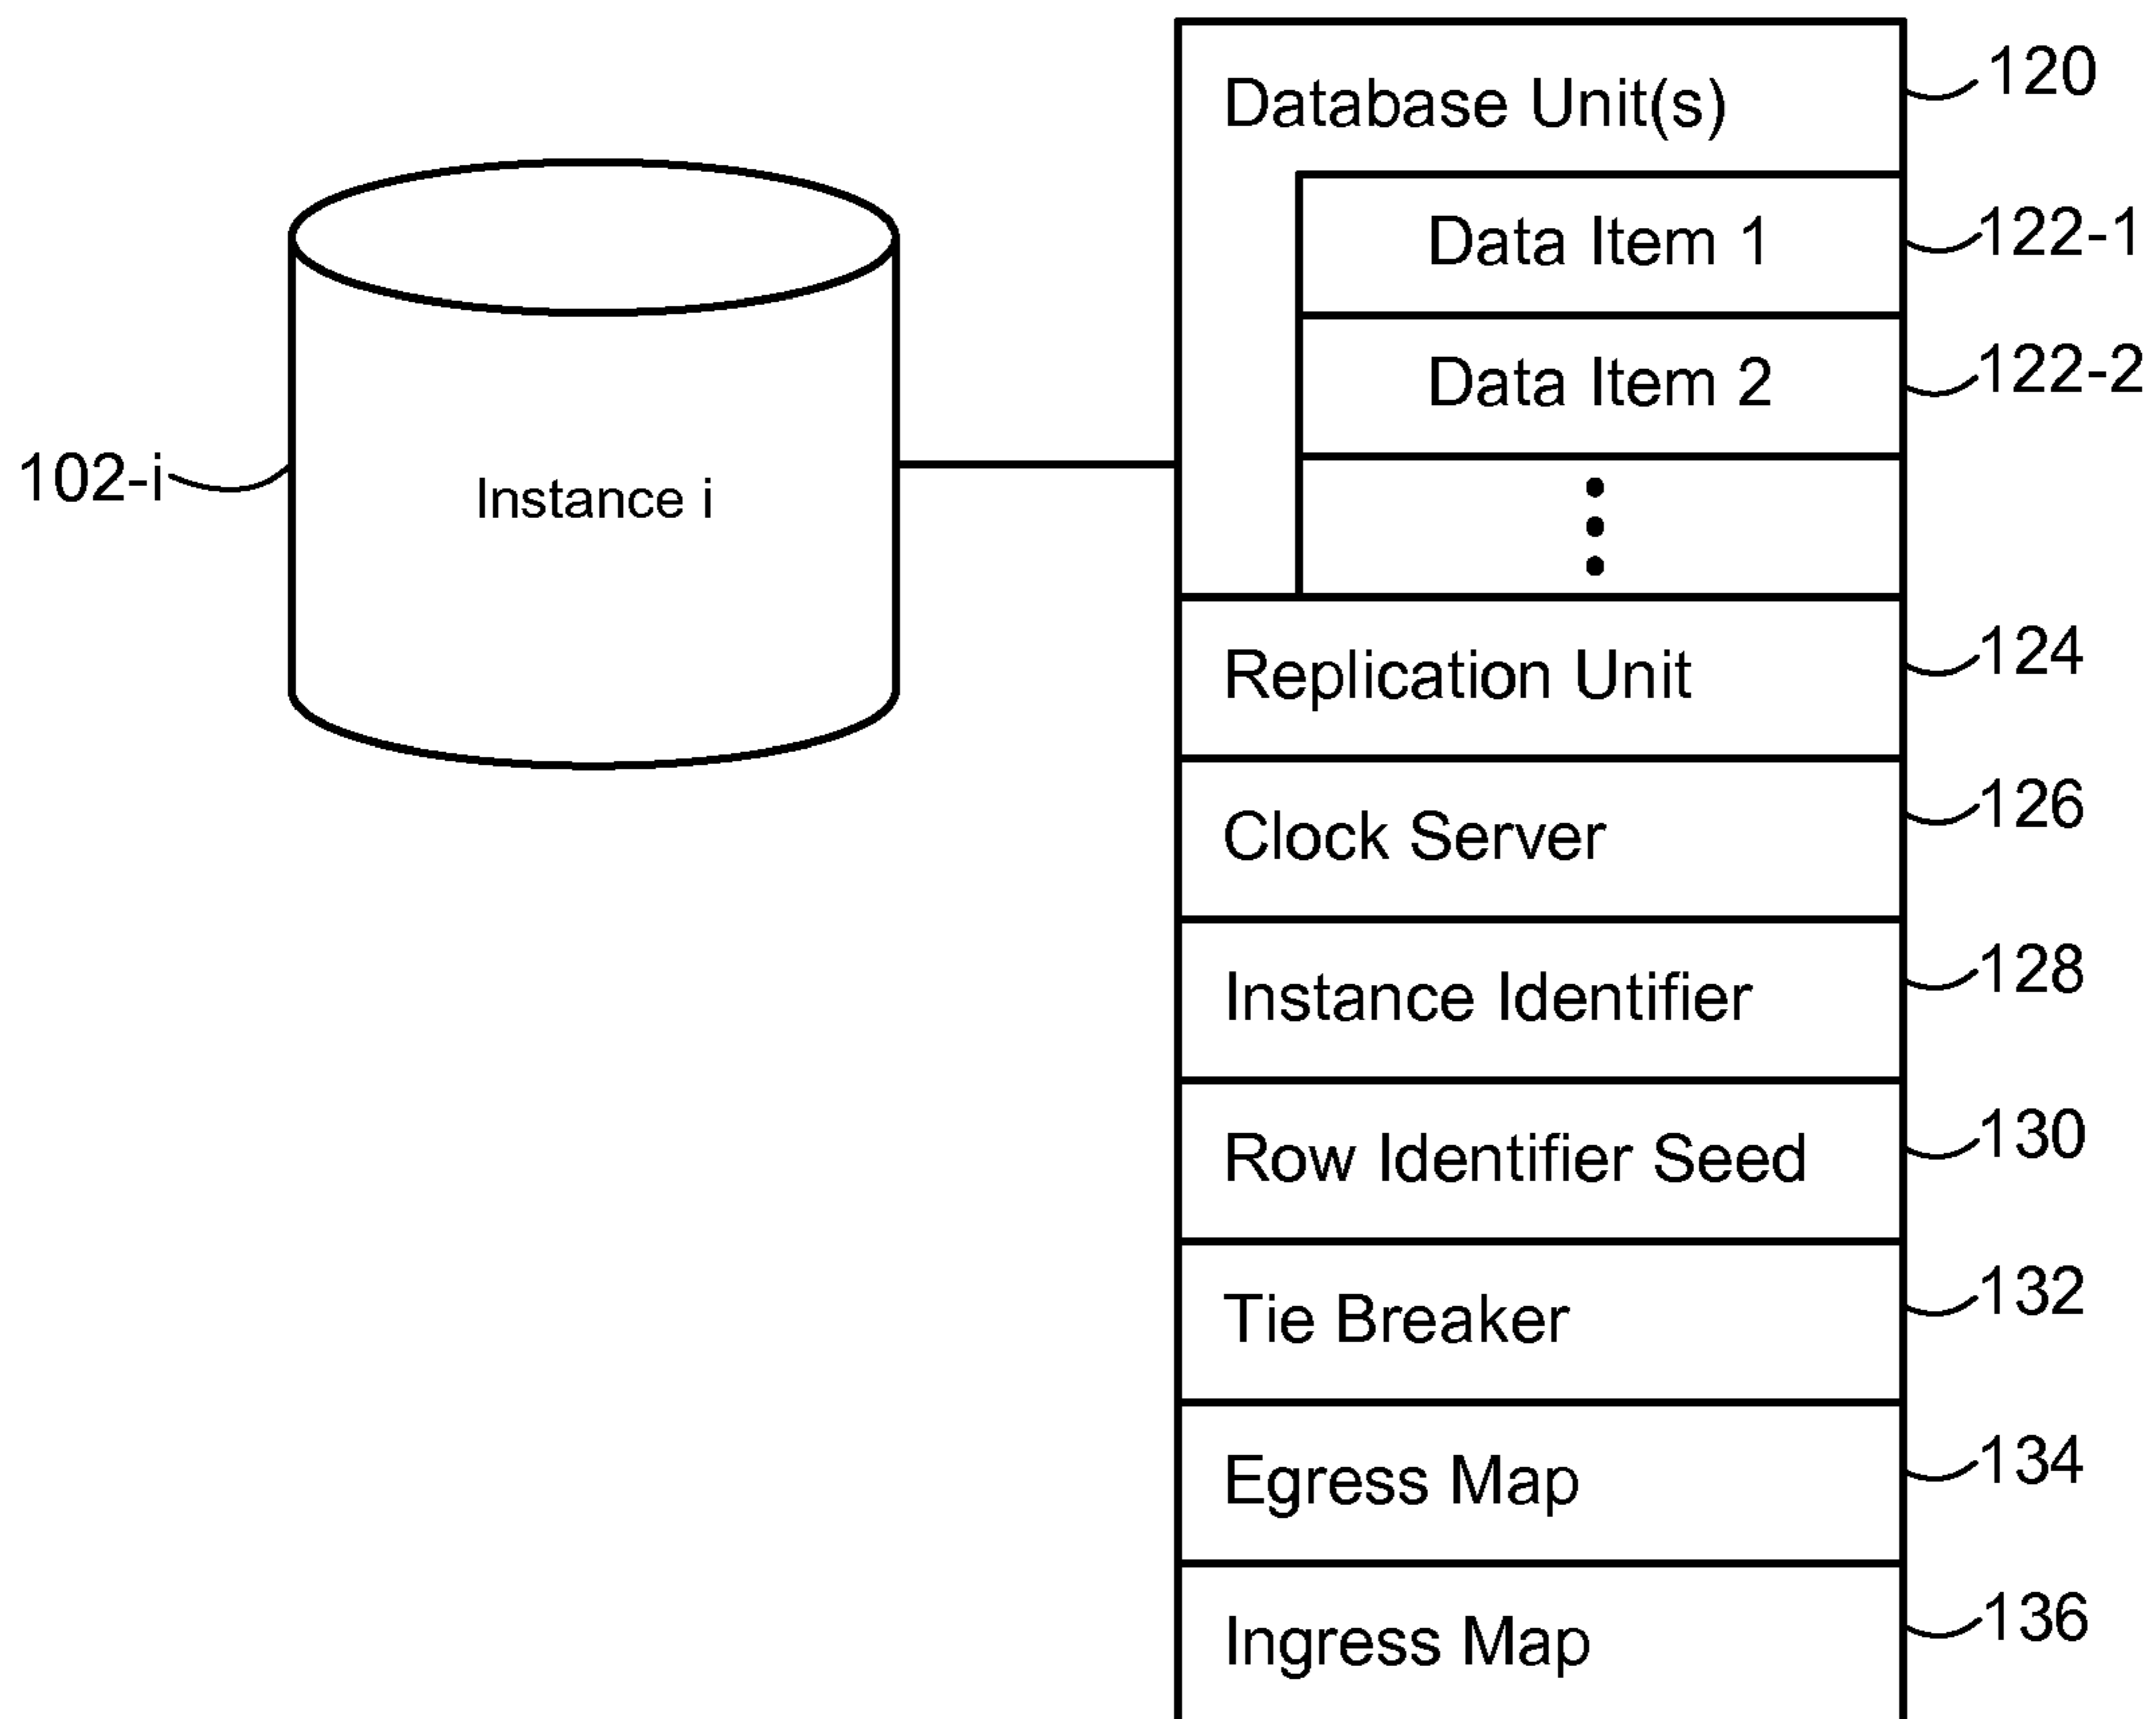 Database Unit(s) 120
Data Item 1 122-1
Data Item 2 122-2
102-i Instance i
Replication Unit 124
Clock Server 126
Instance Identifier 128
Row Identifier Seed 130
Tie Breaker 132
Egress Map 134
Ingress Map 136